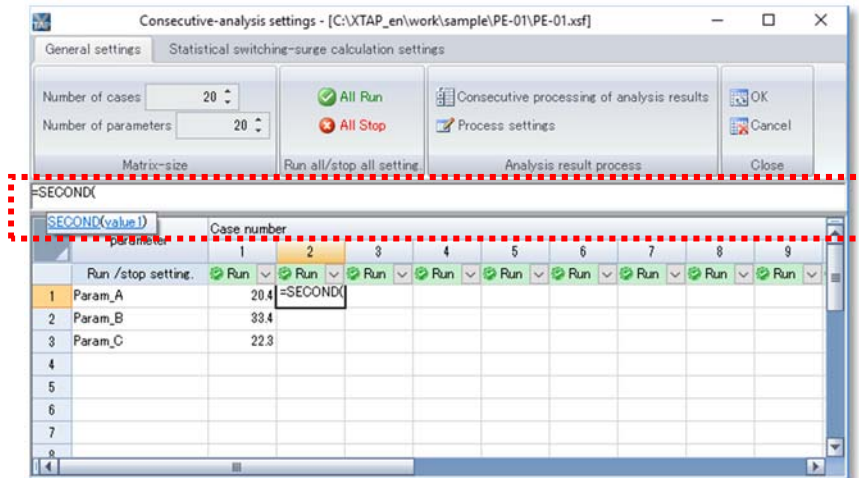 Consecutive-analysis settings - [C:\XTAP_en\work\sample\PE-01\PE-01.xsf]
General settings Statistical switching-surge calculation settings
Number of cases 20 All Run Consecutive processing of analysis results OK
Number of parameters 20 All Stop Process settings Cancel
Matrix-size Run all/stop all setting. Analysis result process Close
=SECOND(
SECOND(value1)
parameter Case number
1 2 3 4 5 6 7 8 9
Run /stop setting. Run Run Run Run Run Run Run Run Run
1 Param_A 20.4 =SECOND(
2 Param_B 33.4
3 Param_C 22.3
4
5
6
7
8